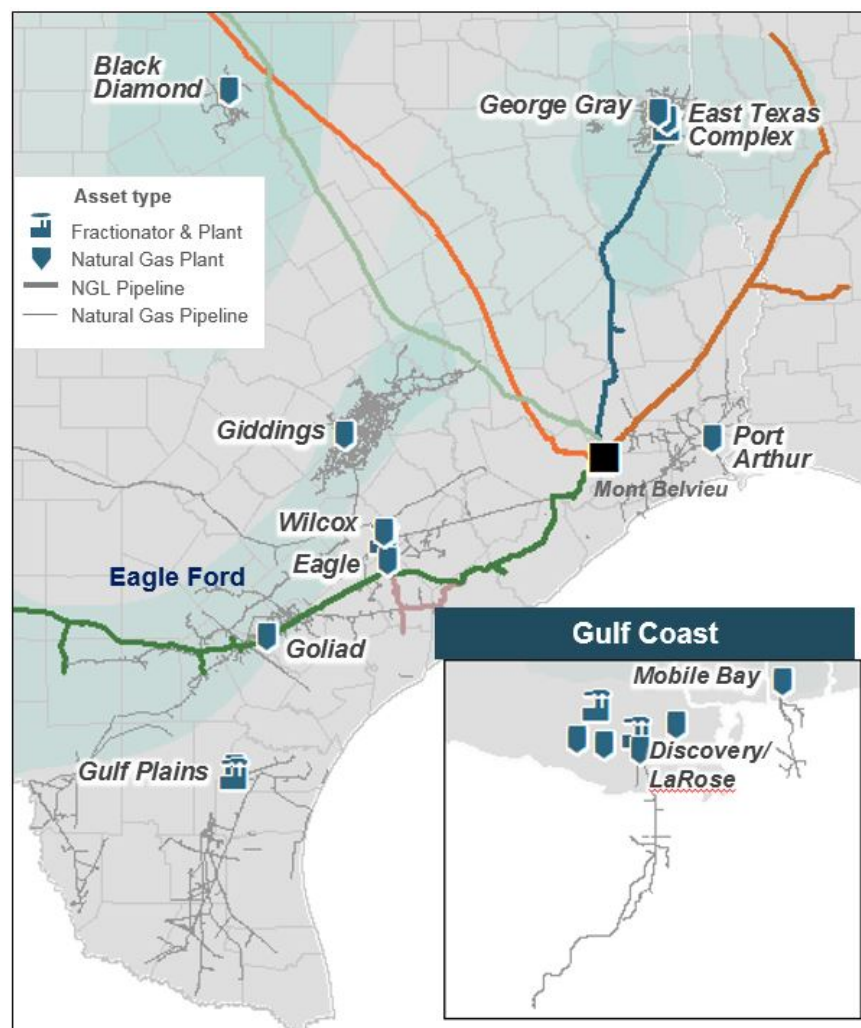 Black
Diamond
George Gray
East Texas
Complex
Asset type
Fractionator & Plant
Natural Gas Plant
NGL Pipeline
Natural Gas Pipeline
Giddings
Port
Arthur
Mont Belvieu
Wilcox
Eagle
Eagle Ford
Goliad
Gulf Plains
Gulf Coast
Mobile Bay
Discovery/
LaRose